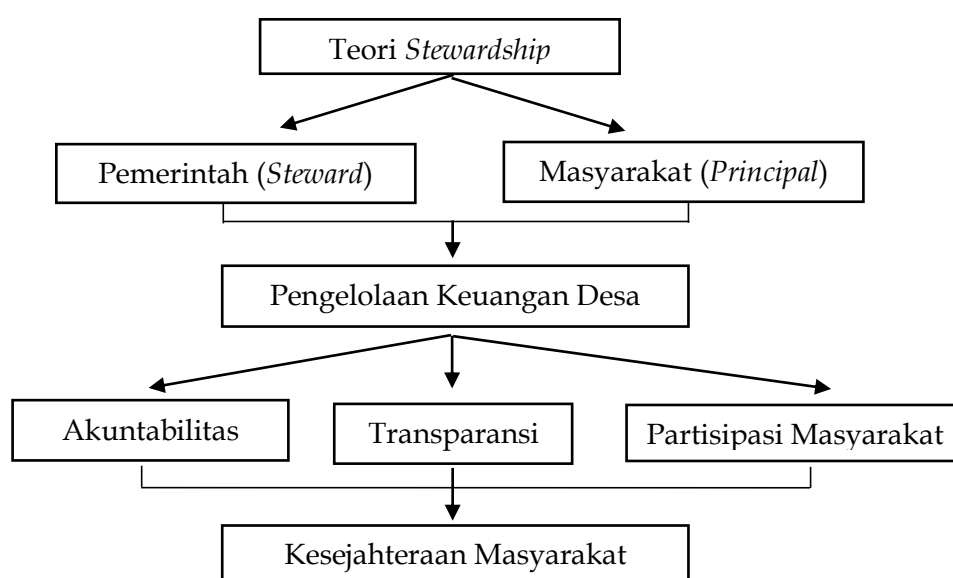 Teori Stewardship
Pemerintah (Steward)
Masyarakat (Principal)
Pengelolaan Keuangan Desa
Akuntabilitas
Transparansi
Partisipasi Masyarakat
Kesejahteraan Masyarakat